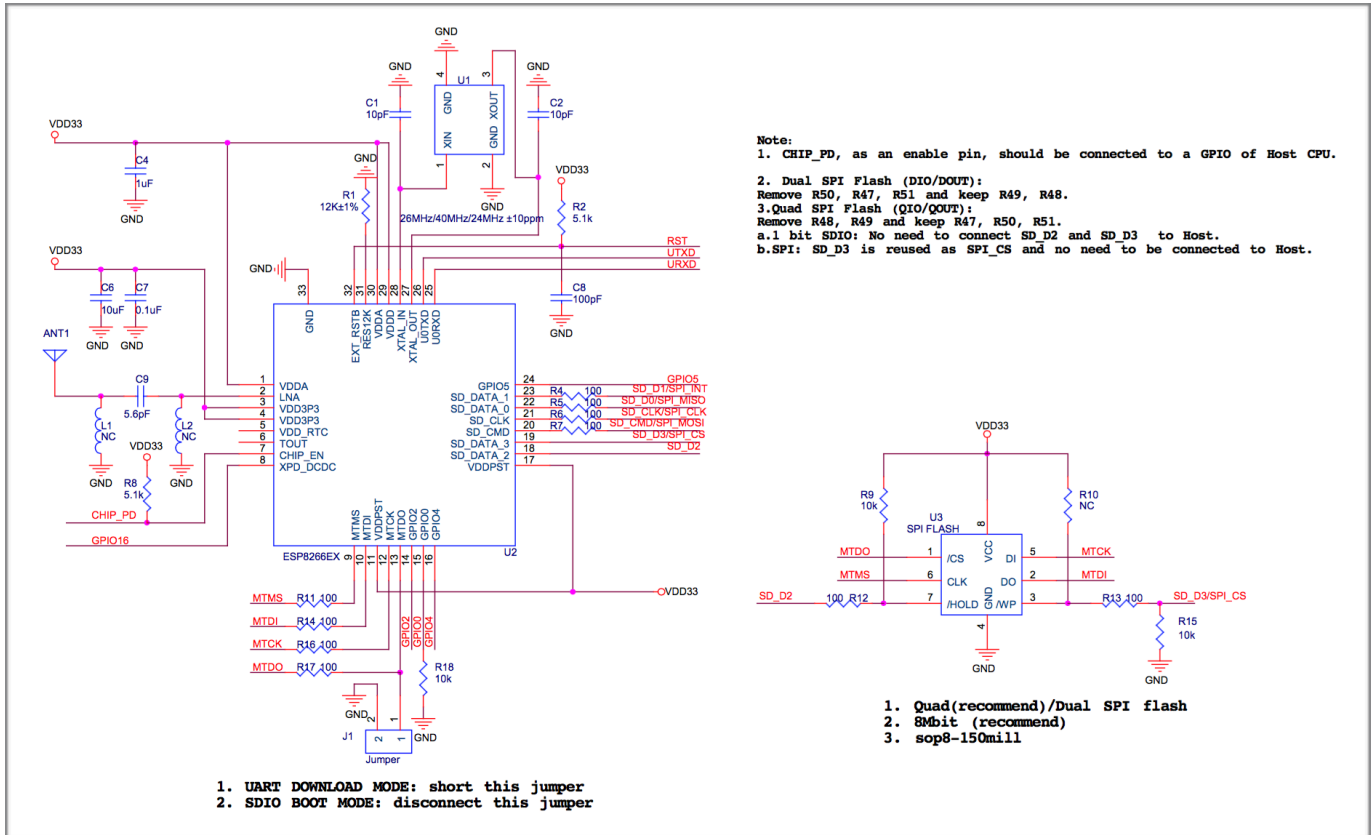 GND
GND
4
3
U1
GND
C1
10pF
GND
XOUT
XIN
GND
C2
10pF
1
2
GND
VDD33
C4
1uF
GND
GND
R1
12K±1%
26MHz/40MHz/24MHz ±10ppm
VDD33
R2
5.1k
RST
UTXD
URXD
C8
100pF
GND
Note:
1. CHIP_PD, as an enable pin, should be connected to a GPIO of Host CPU.
2. Dual SPI Flash (DIO/DOUT):
Remove R50, R47, R51 and keep R49, R48.
3.Quad SPI Flash (QIO/QOUT):
Remove R48, R49 and keep R47, R50, R51.
a.1 bit SDIO: No need to connect SD_D2 and SD_D3 to Host.
b.SPI: SD_D3 is reused as SPI_CS and no need to be connected to Host.
VDD33
C6
10uF
C7
0.1uF
GND
GND
GND
33
32
31
30
29
28
27
26
25
GND
EXT_RSTB
RES12K
VDDA
VDDD
XTAL_IN
XTAL_OUT
U0TXD
U0RXD
ANT1
C9
5.6pF
L1
NC
L2
NC
GND
GND
VDD33
R8
5.1k
CHIP_PD
GPIO16
1 VDDA
2 LNA
3 VDD3P3
4 VDD3P3
5 VDD_RTC
6 TOUT
7 CHIP_EN
8 XPD_DCDC
GPIO5 24 GPIO5
SD_DATA_1 23 R4 100 SD_D1/SPI_INT
SD_DATA_0 22 R5 100 SD_D0/SPI_MISO
SD_CLK 21 R6 100 SD_CLK/SPI_CLK
SD_CMD 20 R7 100 SD_CMD/SPI_MOSI
SD_DATA_3 19 SD_D3/SPI_CS
SD_DATA_2 18 SD_D2
VDDPST 17
MTMS
MTDI
VDDPST
MTCK
MTDO
GPIO2
GPIO0
GPIO4
ESP8266EX
U2
9
10
11
12
13
14
15
16
VDD33
MTMS R11 100
MTDI R14 100
MTCK R16 100
MTDO R17 100
GPIO2
GPIO0
GPIO4
R18
10k
GND
GND
2
1
J1
2
1
Jumper
1. UART DOWNLOAD MODE: short this jumper
2. SDIO BOOT MODE: disconnect this jumper
VDD33
R9
10k
R10
NC
U3
SPI FLASH
8
VCC
MTDO 1 /CS
DI 5 MTCK
MTMS 6 CLK
DO 2 MTDI
SD_D2 100 R12 7 /HOLD
GND
/WP 3 R13 100 SD_D3/SPI_CS
4
GND
R15
10k
GND
1. Quad(recommend)/Dual SPI flash
2. 8Mbit (recommend)
3. sop8-150mill